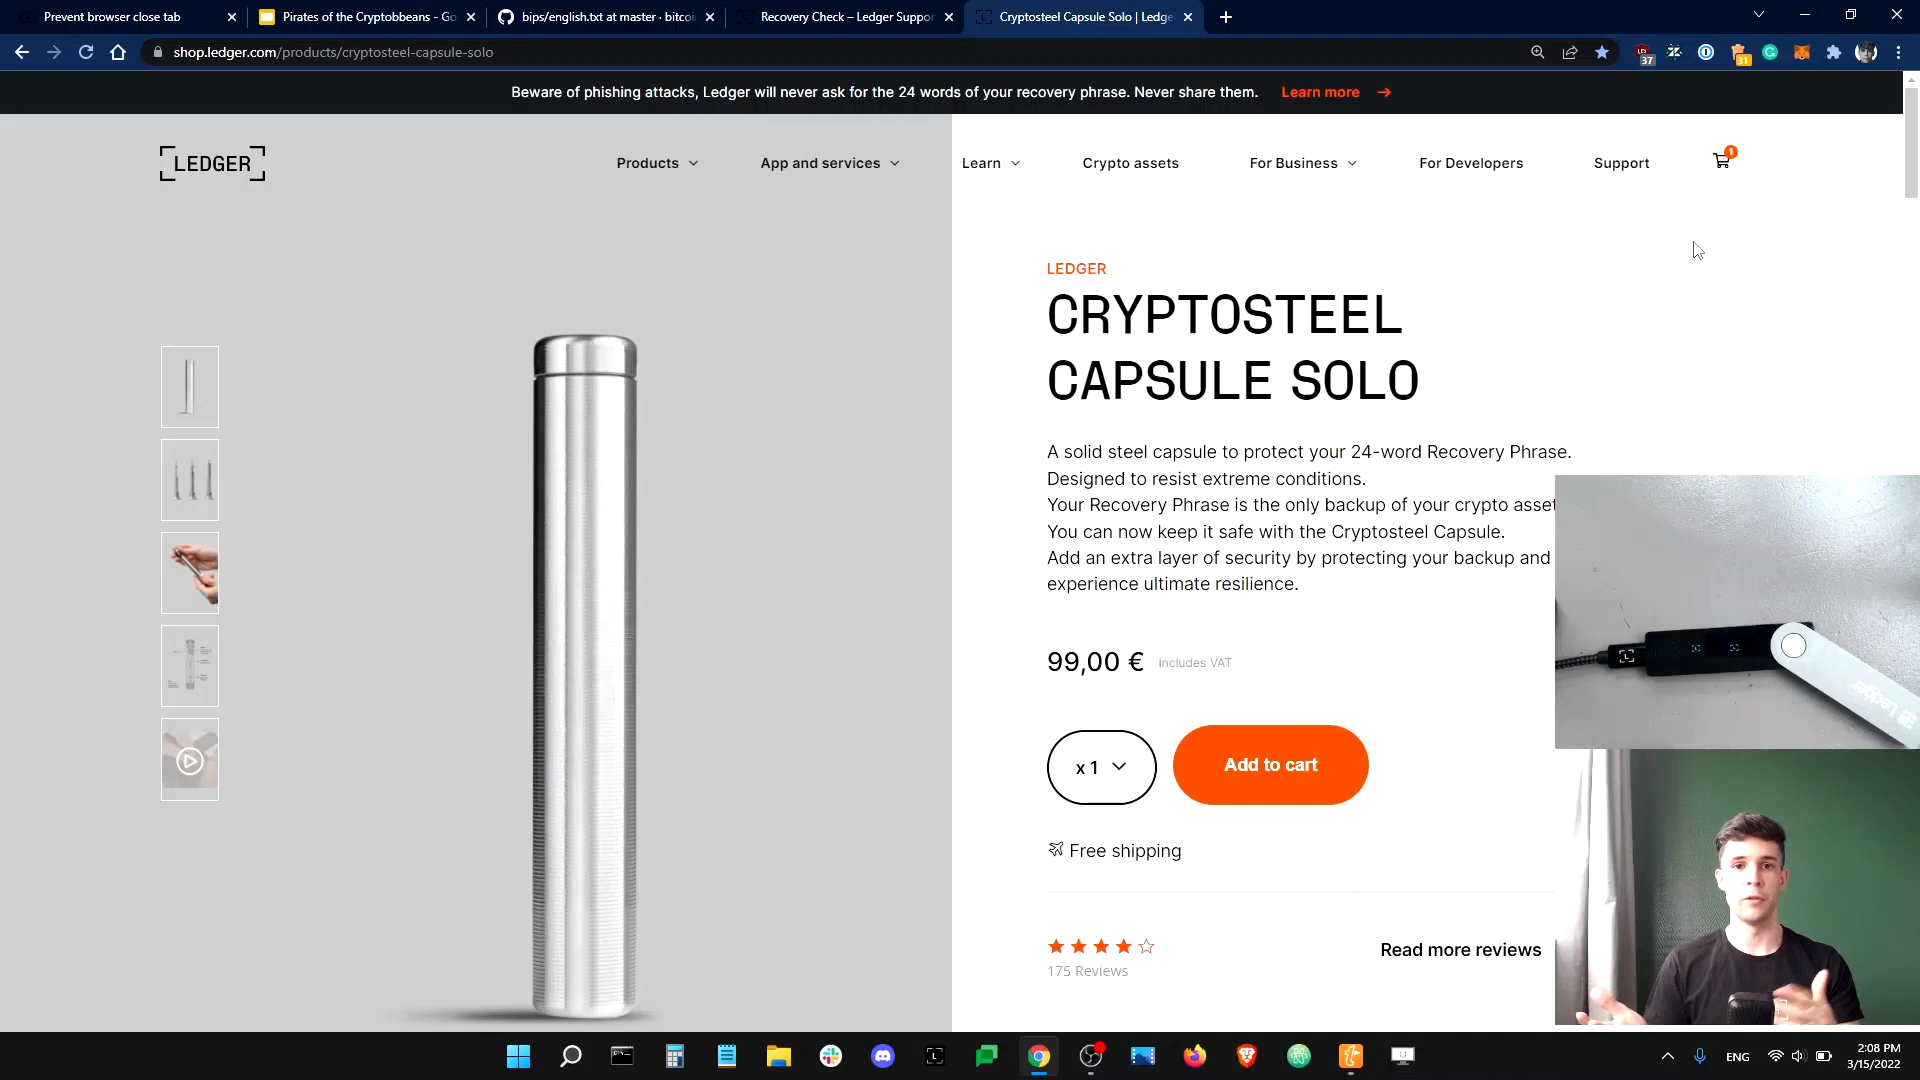 Prevent browser close tab
Pirates of the Cryptobbeans - Go
bips/english.txt at master · bitcoi
Recovery Check – Ledger Suppor
Cryptosteel Capsule Solo | Ledge
shop.ledger.com/products/cryptosteel-capsule-solo
37
31
Beware of phishing attacks, Ledger will never ask for the 24 words of your recovery phrase. Never share them. Learn more →
LEDGER
Products
App and services
Learn
Crypto assets
For Business
For Developers
Support
1
LEDGER
CRYPTOSTEEL
CAPSULE SOLO
A solid steel capsule to protect your 24-word Recovery Phrase.
Designed to resist extreme conditions.
Your Recovery Phrase is the only backup of your crypto asset
You can now keep it safe with the Cryptosteel Capsule.
Add an extra layer of security by protecting your backup and
experience ultimate resilience.
99,00 € Includes VAT
x 1
Add to cart
Free shipping
175 Reviews
Read more reviews
Ledger
ENG
2:08 PM
3/15/2022